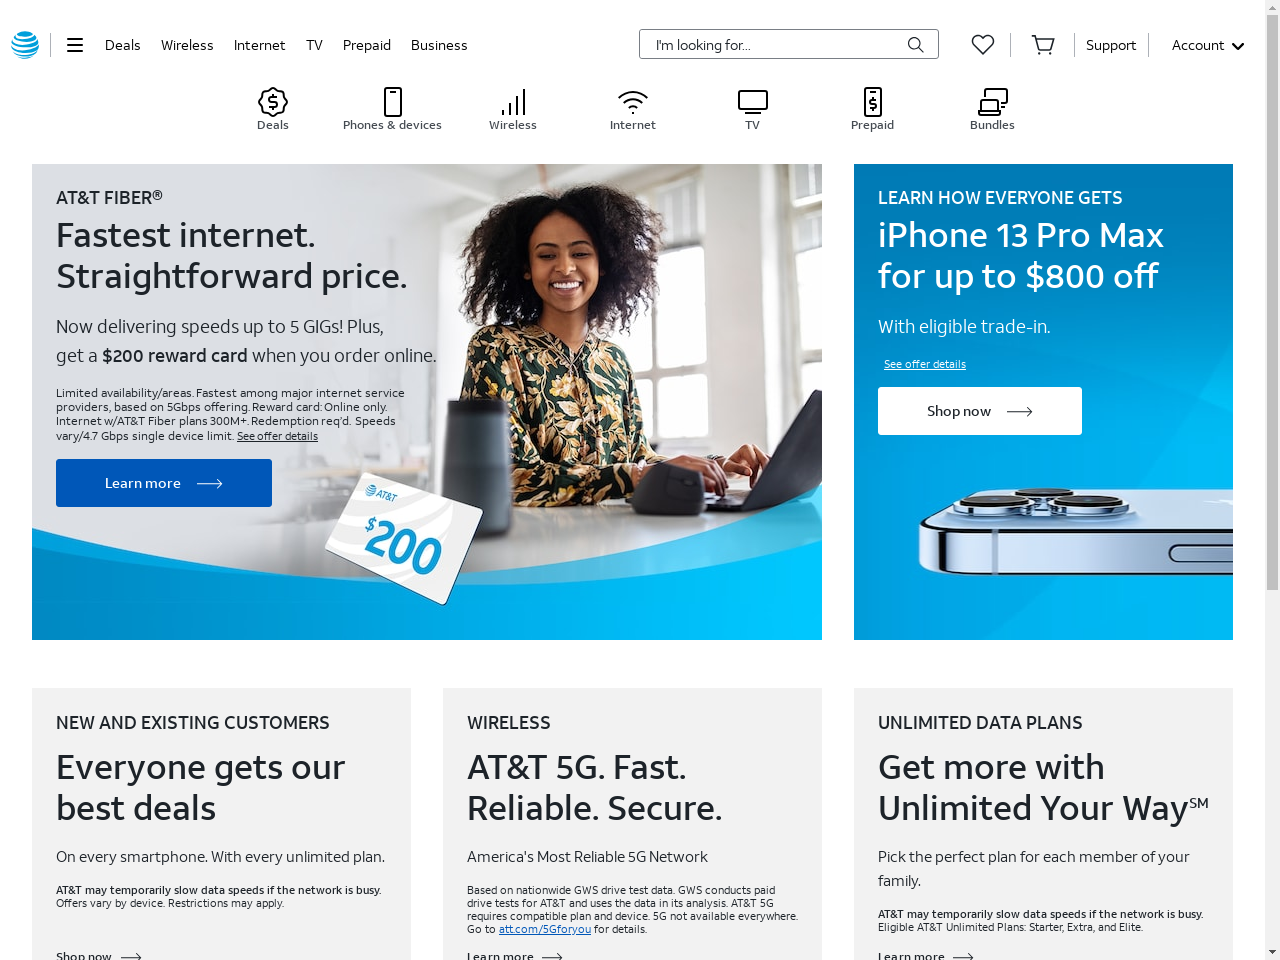 Deals Wireless Internet TV Prepaid Business I'm looking for... Support Account
Deals Phones & devices Wireless Internet TV Prepaid Bundles
AT&T FIBER®
Fastest internet.
Straightforward price.
Now delivering speeds up to 5 GIGs! Plus,
get a $200 reward card when you order online.
Limited availability/areas. Fastest among major internet service
providers, based on 5Gbps offering. Reward card: Online only.
Internet w/AT&T Fiber plans 300M+. Redemption req'd. Speeds
vary/4.7 Gbps single device limit. See offer details
Learn more
AT&T
$200
LEARN HOW EVERYONE GETS
iPhone 13 Pro Max
for up to $800 off
With eligible trade-in.
See offer details
Shop now
NEW AND EXISTING CUSTOMERS
Everyone gets our
best deals
On every smartphone. With every unlimited plan.
AT&T may temporarily slow data speeds if the network is busy.
Offers vary by device. Restrictions may apply.
Shop now
WIRELESS
AT&T 5G. Fast.
Reliable. Secure.
America's Most Reliable 5G Network
Based on nationwide GWS drive test data. GWS conducts paid
drive tests for AT&T and uses the data in its analysis. AT&T 5G
requires compatible plan and device. 5G not available everywhere.
Go to att.com/5Gforyou for details.
Learn more
UNLIMITED DATA PLANS
Get more with
Unlimited Your Way℠
Pick the perfect plan for each member of your
family.
AT&T may temporarily slow data speeds if the network is busy.
Eligible AT&T Unlimited Plans: Starter, Extra, and Elite.
Learn more